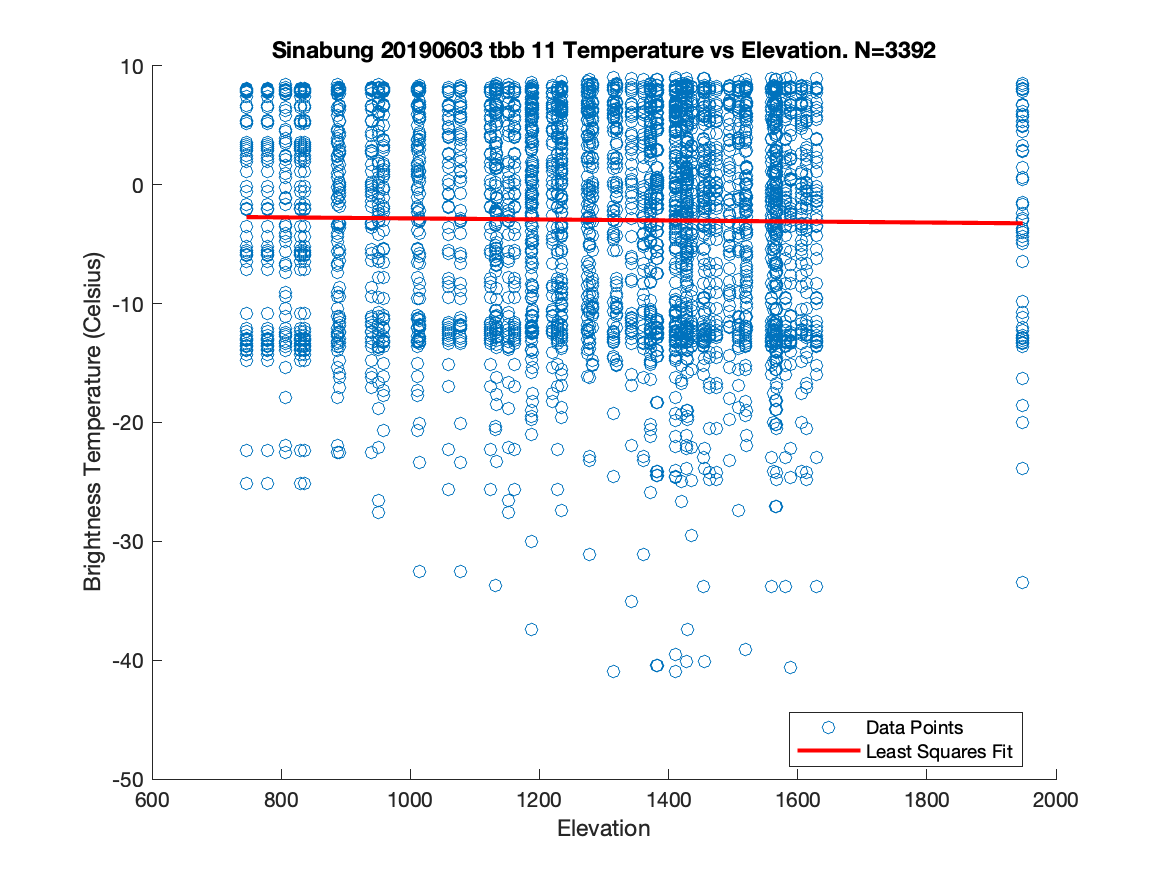 Sinabung 20190603 tbb 11 Temperature vs Elevation. N=3392
10
0
-10
-20
-30
-40
-50
Brightness Temperature (Celsius)
600 800 1000 1200 1400 1600 1800 2000
Elevation
Data Points
Least Squares Fit